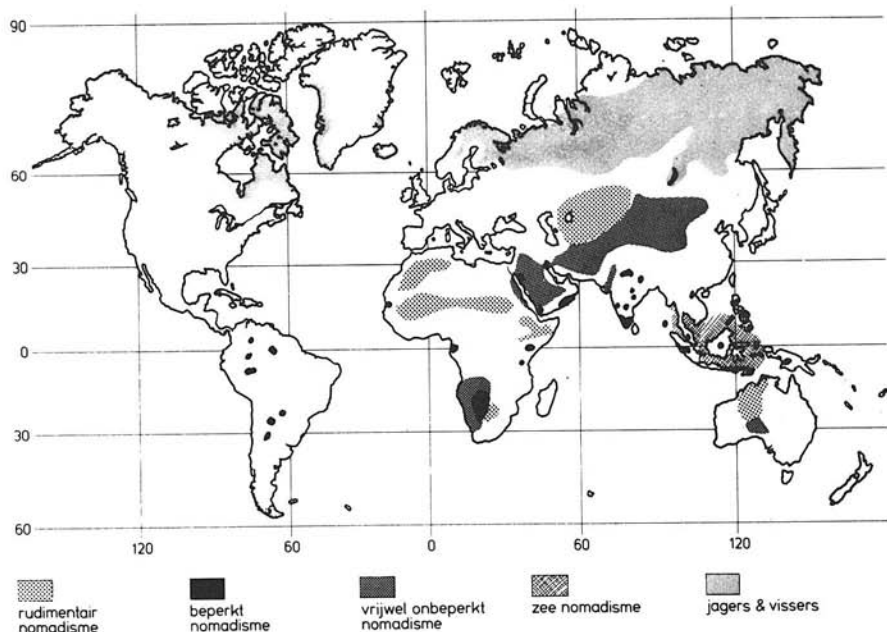 90
60
30
0
30
60
120
60
0
60
120
rudimentair
nomadisme
beperkt
nomadisme
vrijwel onbeperkt
nomadisme
zee nomadisme
jagers & vissers